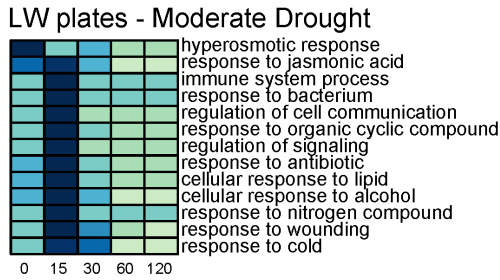 LW plates - Moderate Drought
hyperosmotic response
response to jasmonic acid
immune system process
response to bacterium
regulation of cell communication
response to organic cyclic compound
regulation of signaling
response to antibiotic
cellular response to lipid
cellular response to alcohol
response to nitrogen compound
response to wounding
response to cold
0 15 30 60 120